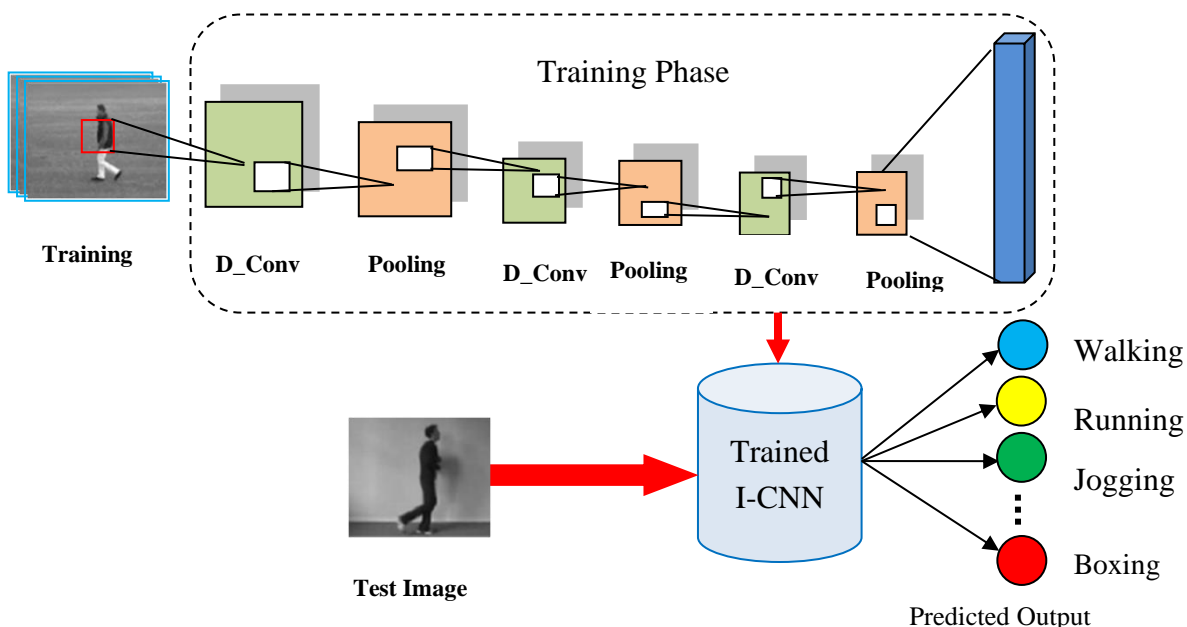 Training Phase
Training
D_Conv
Pooling
D_Conv
Pooling
D_Conv
Pooling
Walking
Running
Jogging
Boxing
Trained
I-CNN
Test Image
Predicted Output